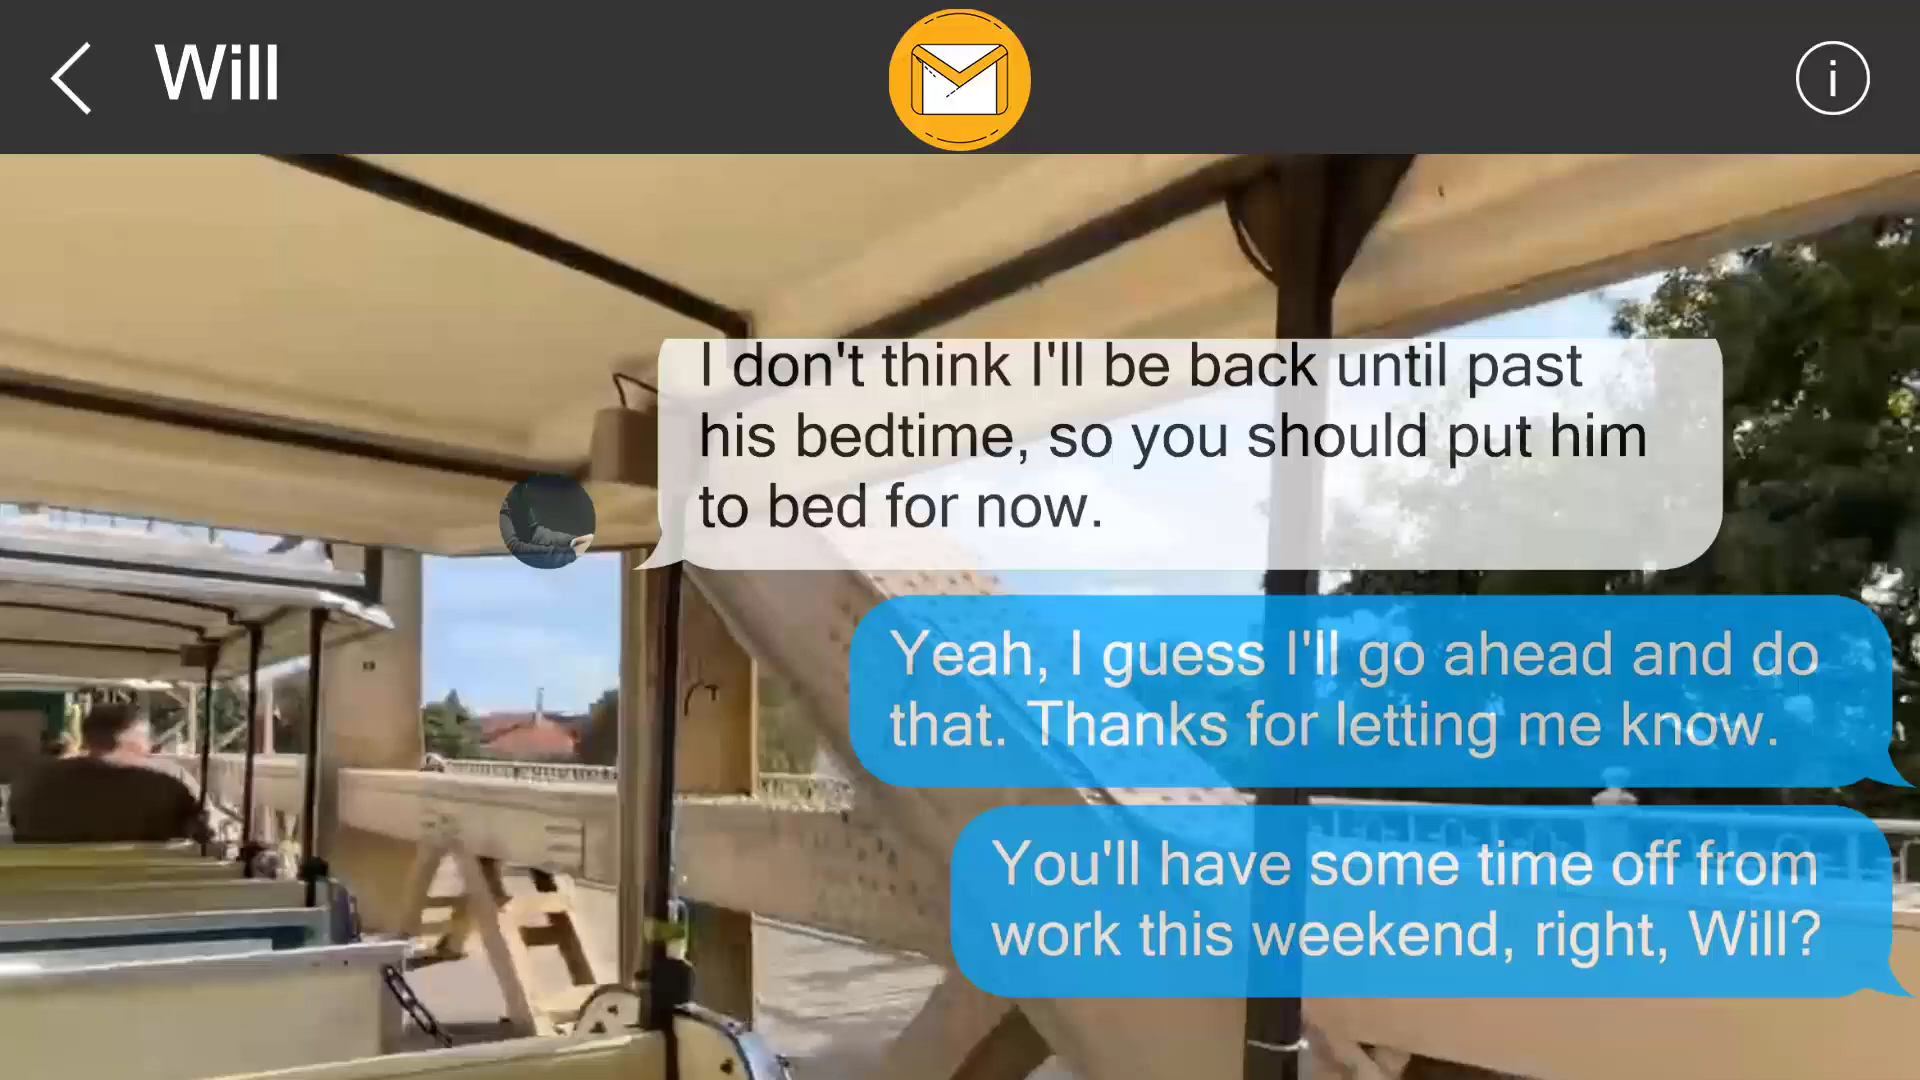 Will
I don't think I'll be back until past
his bedtime, so you should put him
to bed for now.
Yeah, I guess I'll go ahead and do
that. Thanks for letting me know.
You'll have some time off from
work this weekend, right, Will?